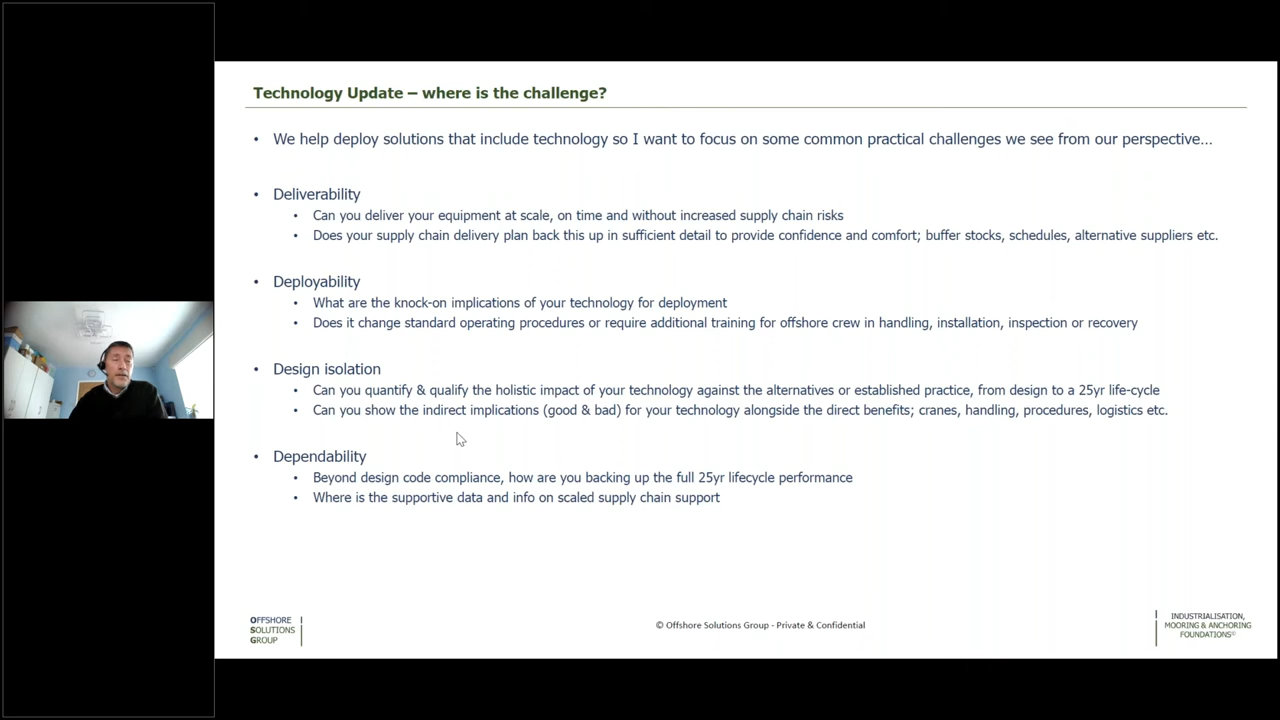 Technology Update – where is the challenge?
• We help deploy solutions that include technology so I want to focus on some common practical challenges we see from our perspective...
• Deliverability
• Can you deliver your equipment at scale, on time and without increased supply chain risks
• Does your supply chain delivery plan back this up in sufficient detail to provide confidence and comfort; buffer stocks, schedules, alternative suppliers etc.
• Deployability
• What are the knock-on implications of your technology for deployment
• Does it change standard operating procedures or require additional training for offshore crew in handling, installation, inspection or recovery
• Design isolation
• Can you quantify & qualify the holistic impact of your technology against the alternatives or established practice, from design to a 25yr life-cycle
• Can you show the indirect implications (good & bad) for your technology alongside the direct benefits; cranes, handling, procedures, logistics etc.
• Dependability
• Beyond design code compliance, how are you backing up the full 25yr lifecycle performance
• Where is the supportive data and info on scaled supply chain support
OFFSHORE
SOLUTIONS
GROUP
© Offshore Solutions Group - Private & Confidential
INDUSTRIALISATION,
MOORING & ANCHORING
FOUNDATIONS©